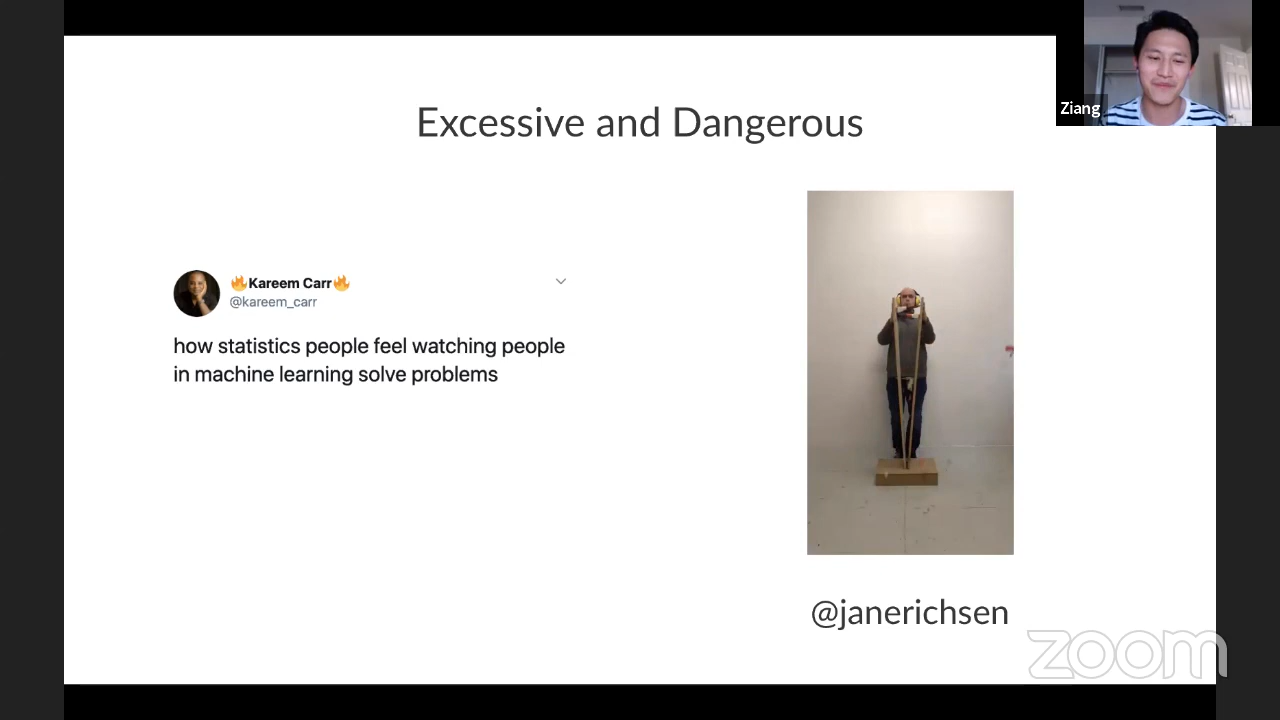 Excessive and Dangerous
Ziang
🔥Kareem Carr🔥
@kareem_carr
how statistics people feel watching people
in machine learning solve problems
@janerichsen
zoom